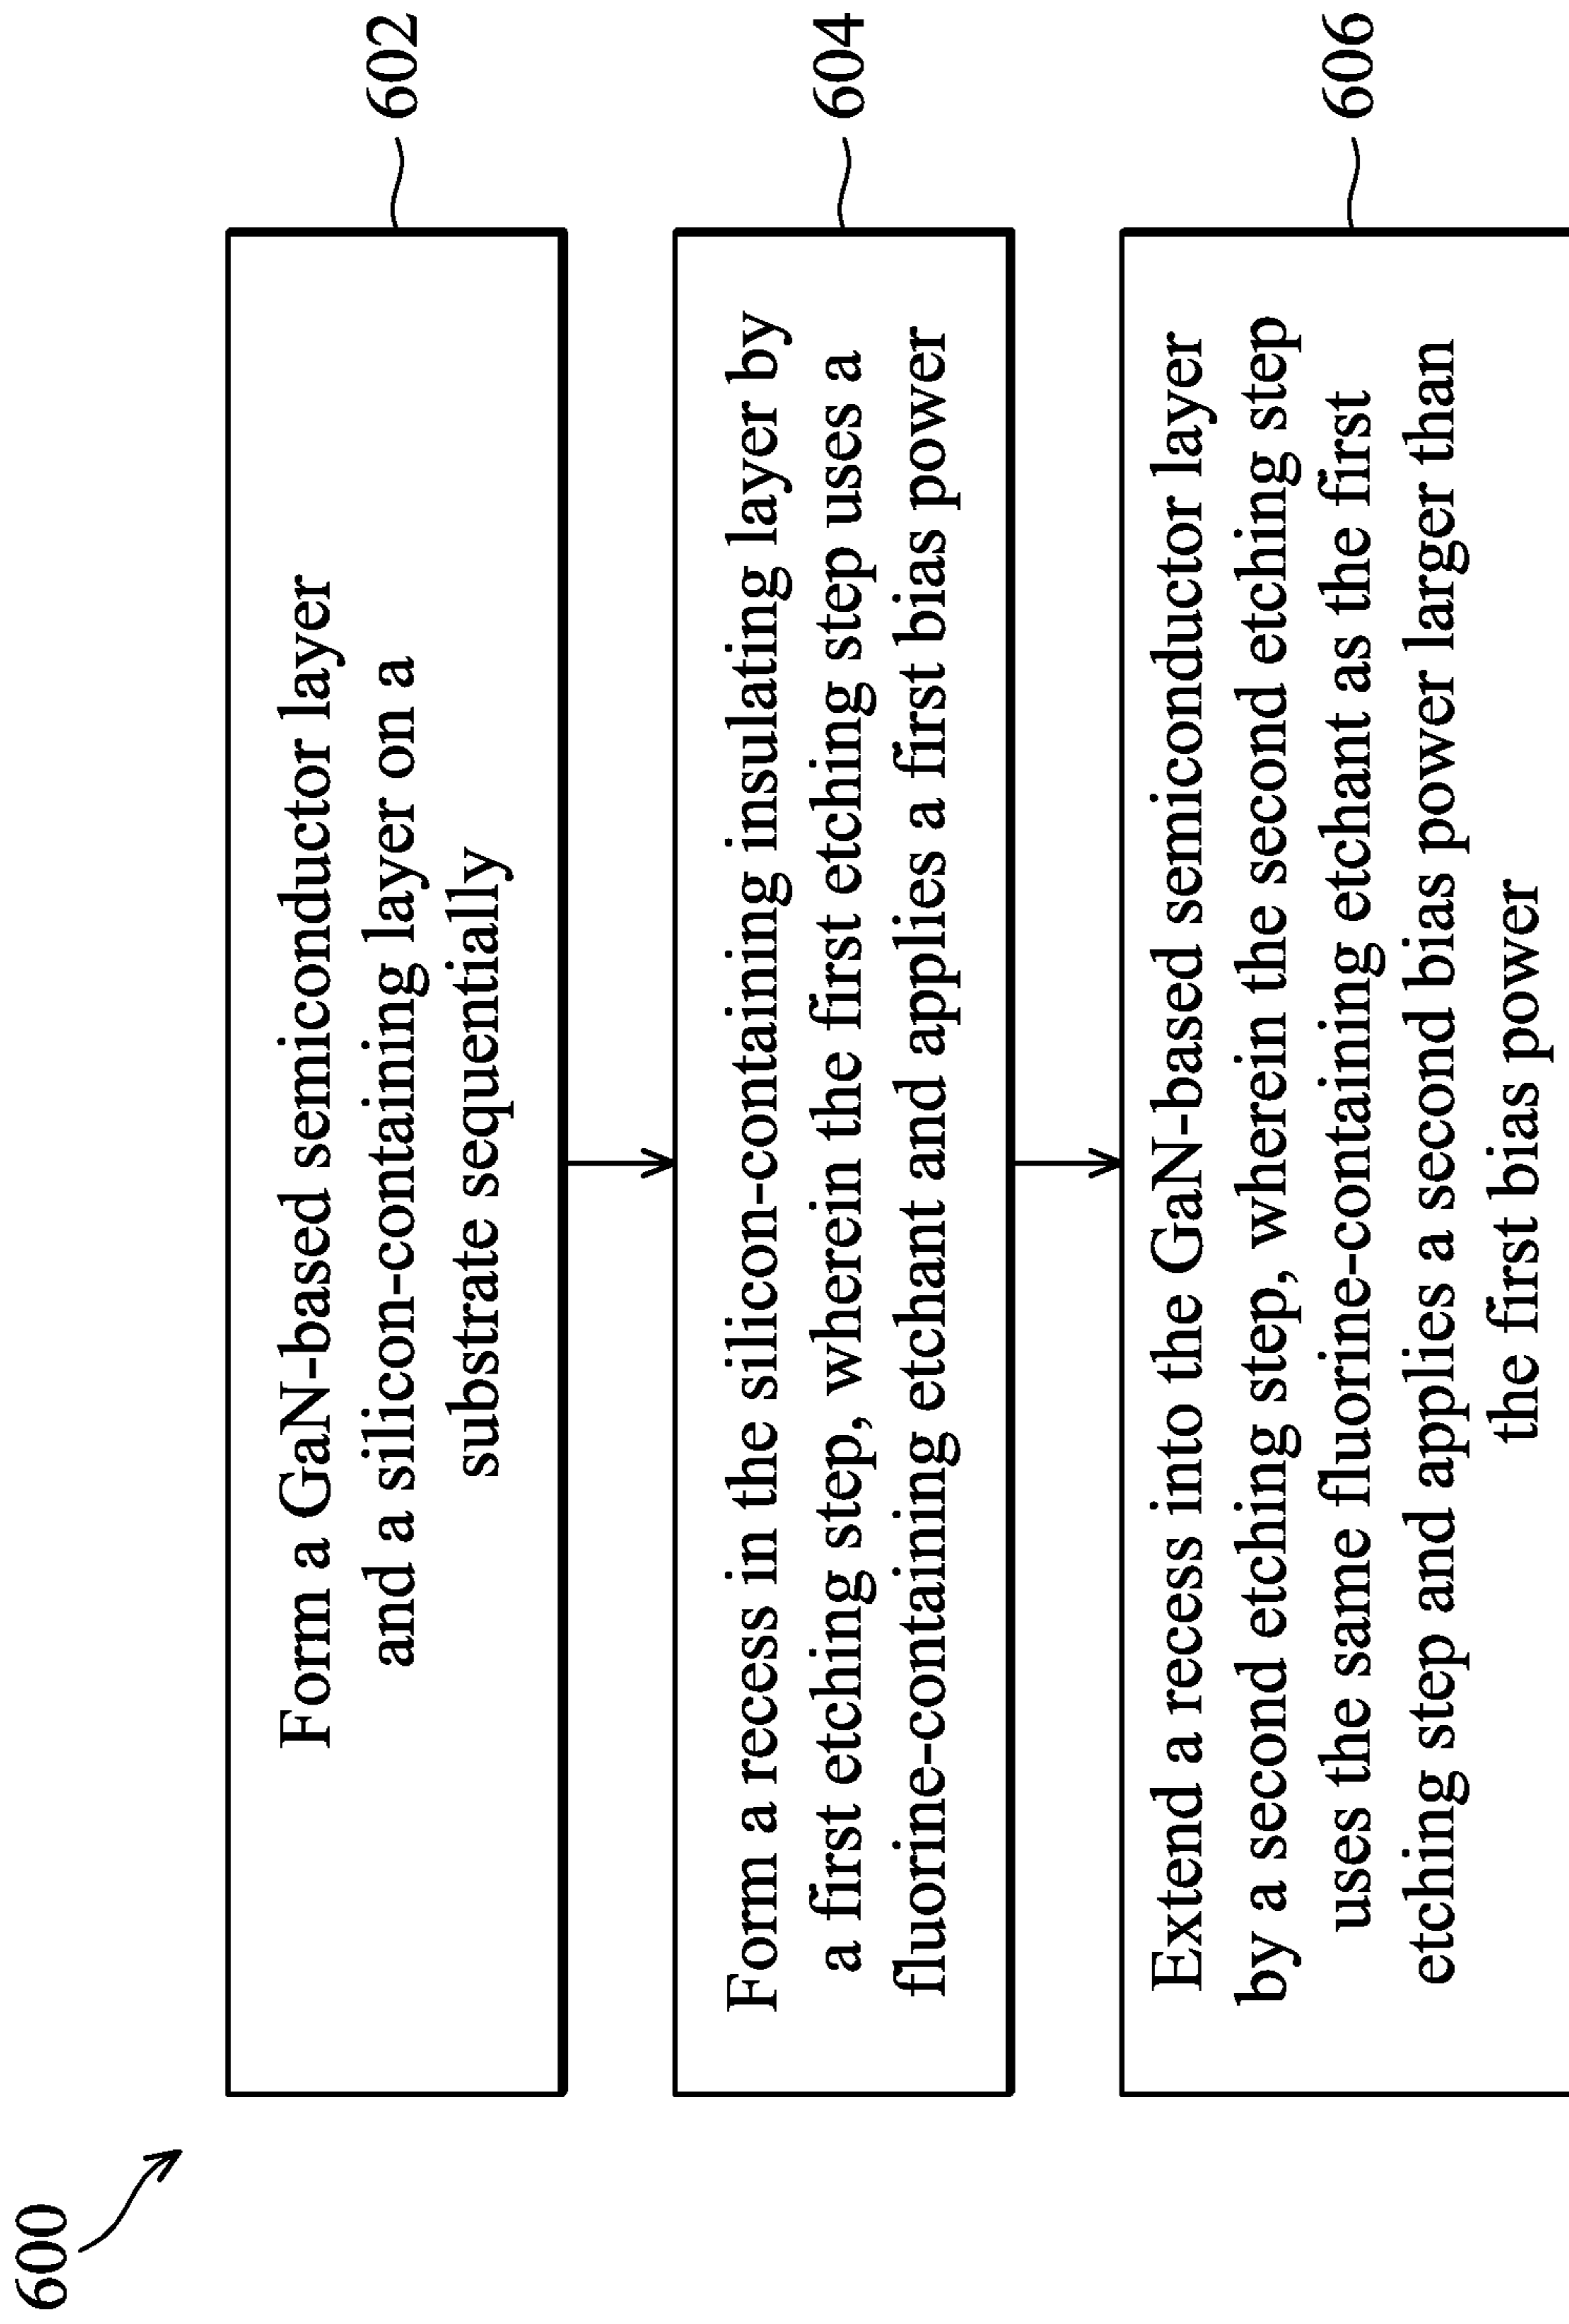 600
Form a GaN-based semiconductor layer
and a silicon-containing layer on a
substrate sequentially
602
Form a recess in the silicon-containing insulating layer by
a first etching step, wherein the first etching step uses a
fluorine-containing etchant and applies a first bias power
604
Extend a recess into the GaN-based semiconductor layer
by a second etching step, wherein the second etching step
uses the same fluorine-containing etchant as the first
etching step and applies a second bias power larger than
the first bias power
606